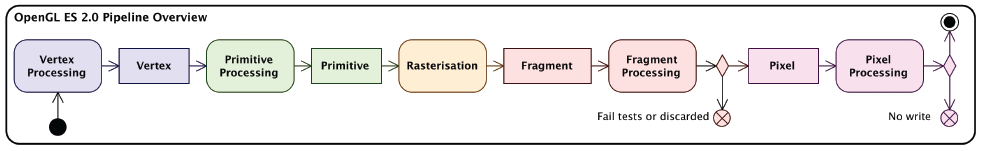 OpenGL ES 2.0 Pipeline Overview
Vertex
Processing
Vertex
Primitive
Processing
Primitive
Rasterisation
Fragment
Fragment
Processing
Pixel
Pixel
Processing
Fail tests or discarded
No write